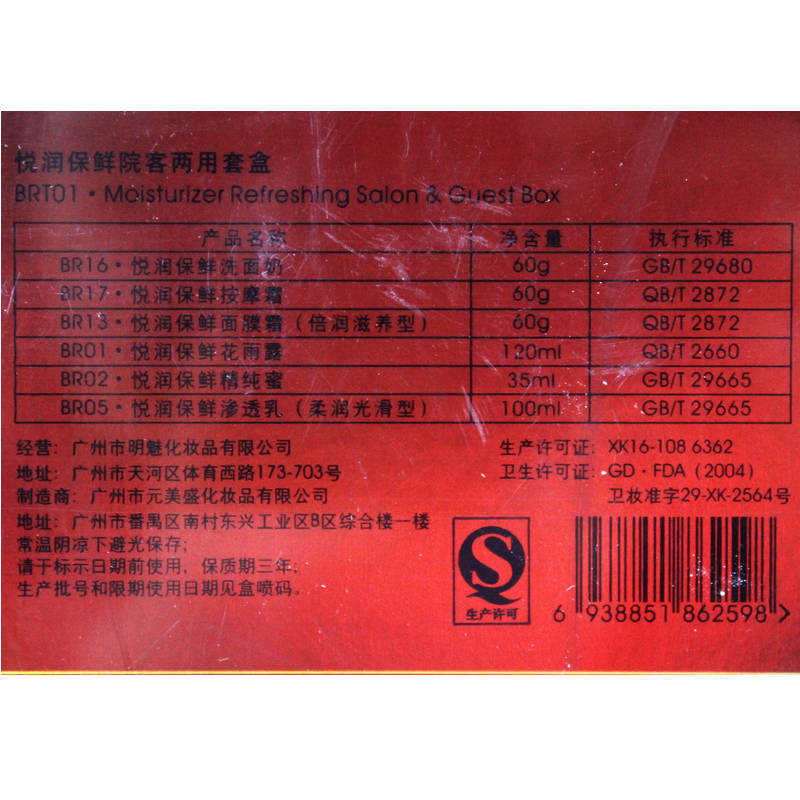 悦润保鲜院客两用套盒
BRT01·Moisturizer Refreshing Salon & Guest Box
产品名称 净含量 执行标准
BR16·悦润保鲜洗面奶 60g GB/T 29680
BR17·悦润保鲜按摩霜 60g QB/T 2872
BR13·悦润保鲜面膜霜（倍润滋养型） 60g QB/T 2872
BR01·悦润保鲜花雨露 120ml QB/T 2660
BR02·悦润保鲜精纯蜜 35ml GB/T 29665
BR05·悦润保鲜渗透乳（柔润光滑型） 100ml GB/T 29665
经营：广州市明魅化妆品有限公司 生产许可证：XK16-108 6362
地址：广州市天河区体育西路173-703号 卫生许可证：GD·FDA（2004）
制造商：广州市元美盛化妆品有限公司 卫妆准字29-XK-2564号
地址：广州市番禺区南村东兴工业区B区综合楼一楼
常温阴凉下避光保存；
请于标示日期前使用，保质期三年；
生产批号和限期使用日期见盒喷码。
生产许可
6 938851 862598 >